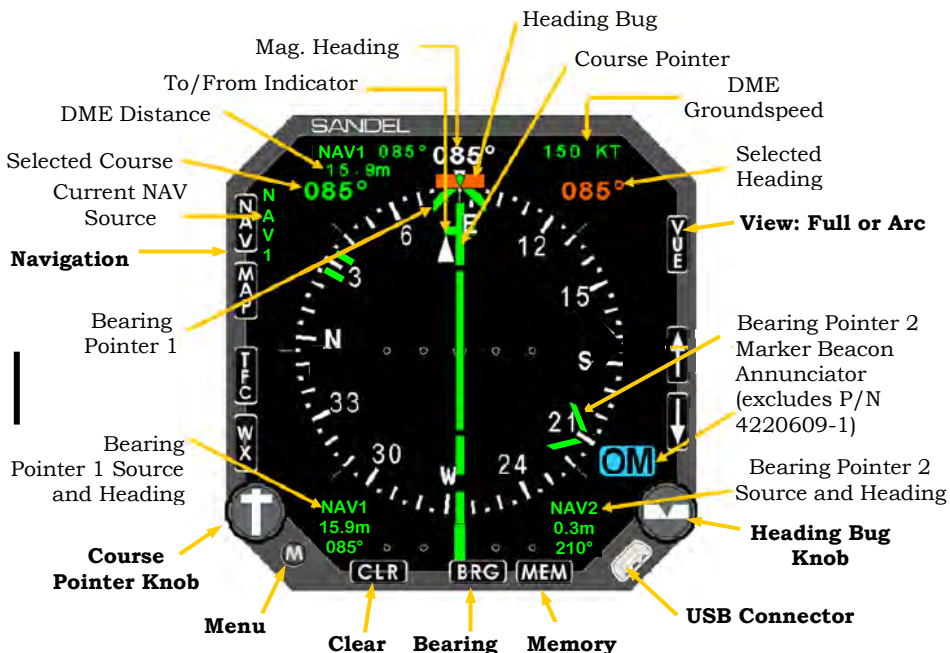 Heading Bug
Mag. Heading
Course Pointer
To/From Indicator
DME
Groundspeed
DME Distance
SANDEL
NAV1 085°
085°
150 KT
15.9m
Selected Course
085°
085°
Selected
Heading
Current NAV
Source
NAV1
NAV
VUE
View: Full or Arc
Navigation
MAP
E
6
12
3
15
N
S
33
21
30
24
W
Bearing
Pointer 1
Bearing Pointer 2
Marker Beacon
Annunciator
(excludes P/N
4220609-1)
TFC
WX
OM
Bearing
Pointer 1 Source
and Heading
NAV1
15.9m
085°
NAV2
0.3m
210°
Bearing Pointer 2
Source and Heading
Course
Pointer Knob
Heading Bug
Knob
M
CLR
BRG
MEM
USB Connector
Menu
Clear
Bearing
Memory